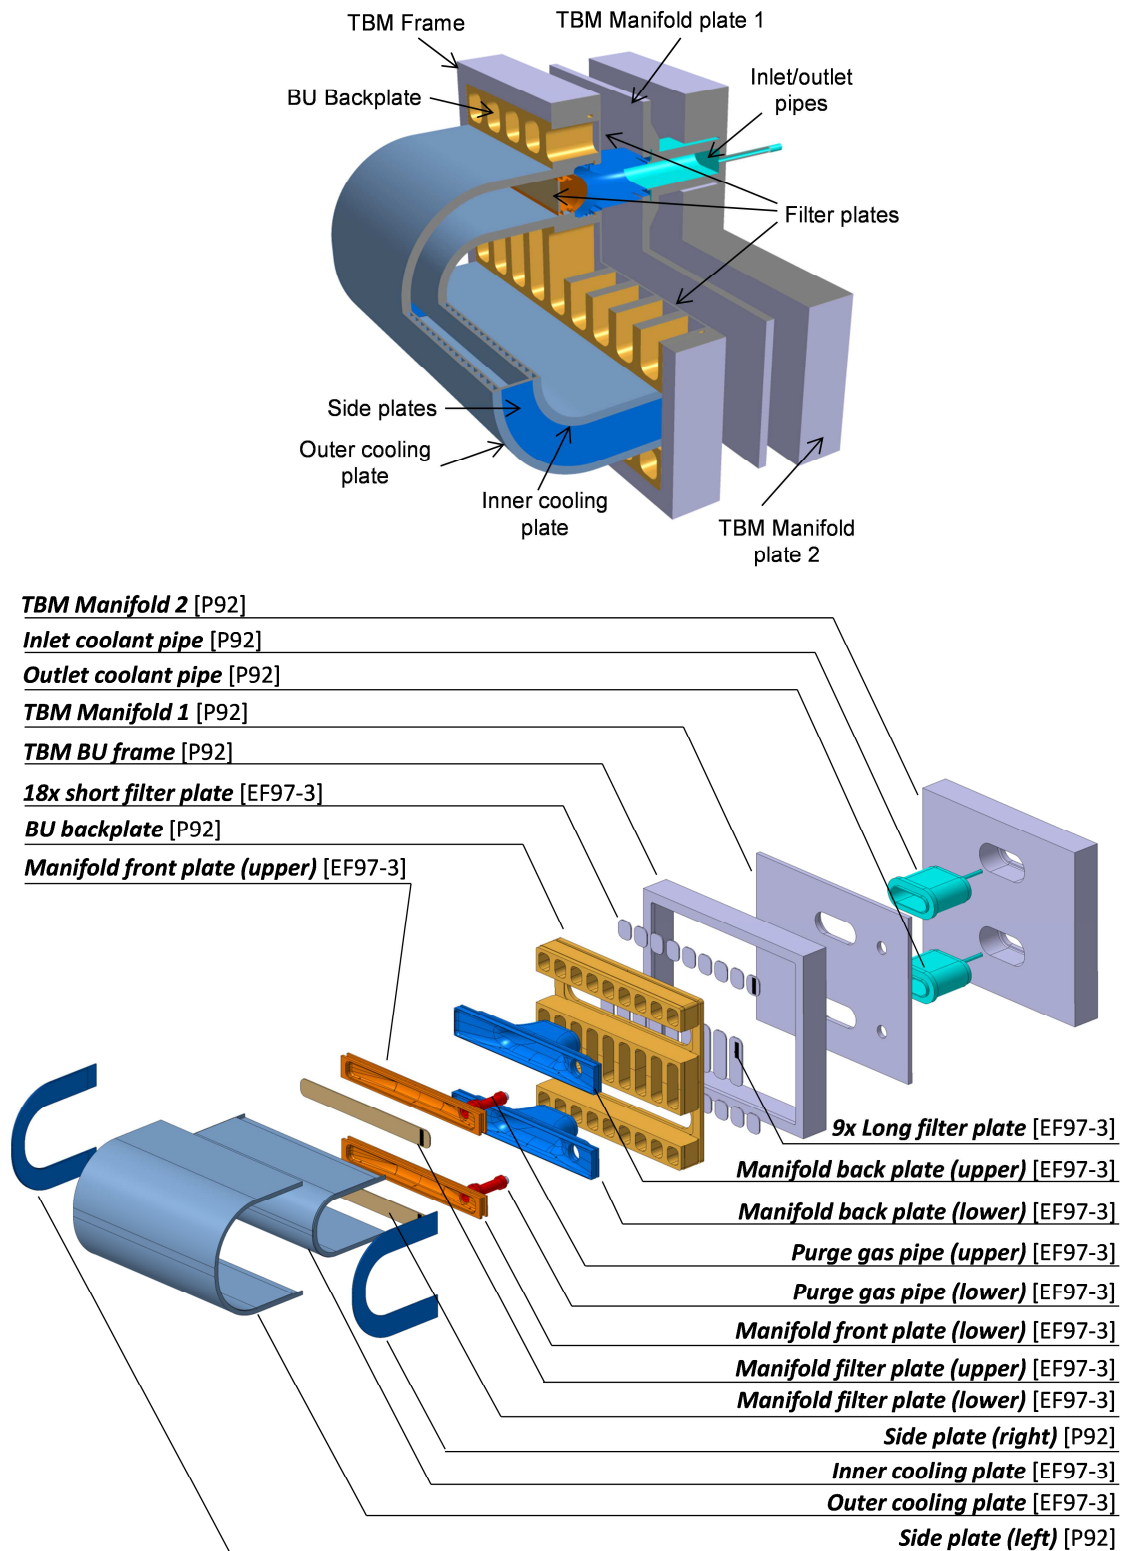 TBM Frame
TBM Manifold plate 1
BU Backplate
Inlet/outlet
pipes
Filter plates
Side plates
Outer cooling
plate
Inner cooling
plate
TBM Manifold
plate 2
TBM Manifold 2 [P92]
Inlet coolant pipe [P92]
Outlet coolant pipe [P92]
TBM Manifold 1 [P92]
TBM BU frame [P92]
18x short filter plate [EF97-3]
BU backplate [P92]
Manifold front plate (upper) [EF97-3]
9x Long filter plate [EF97-3]
Manifold back plate (upper) [EF97-3]
Manifold back plate (lower) [EF97-3]
Purge gas pipe (upper) [EF97-3]
Purge gas pipe (lower) [EF97-3]
Manifold front plate (lower) [EF97-3]
Manifold filter plate (upper) [EF97-3]
Manifold filter plate (lower) [EF97-3]
Side plate (right) [P92]
Inner cooling plate [EF97-3]
Outer cooling plate [EF97-3]
Side plate (left) [P92]